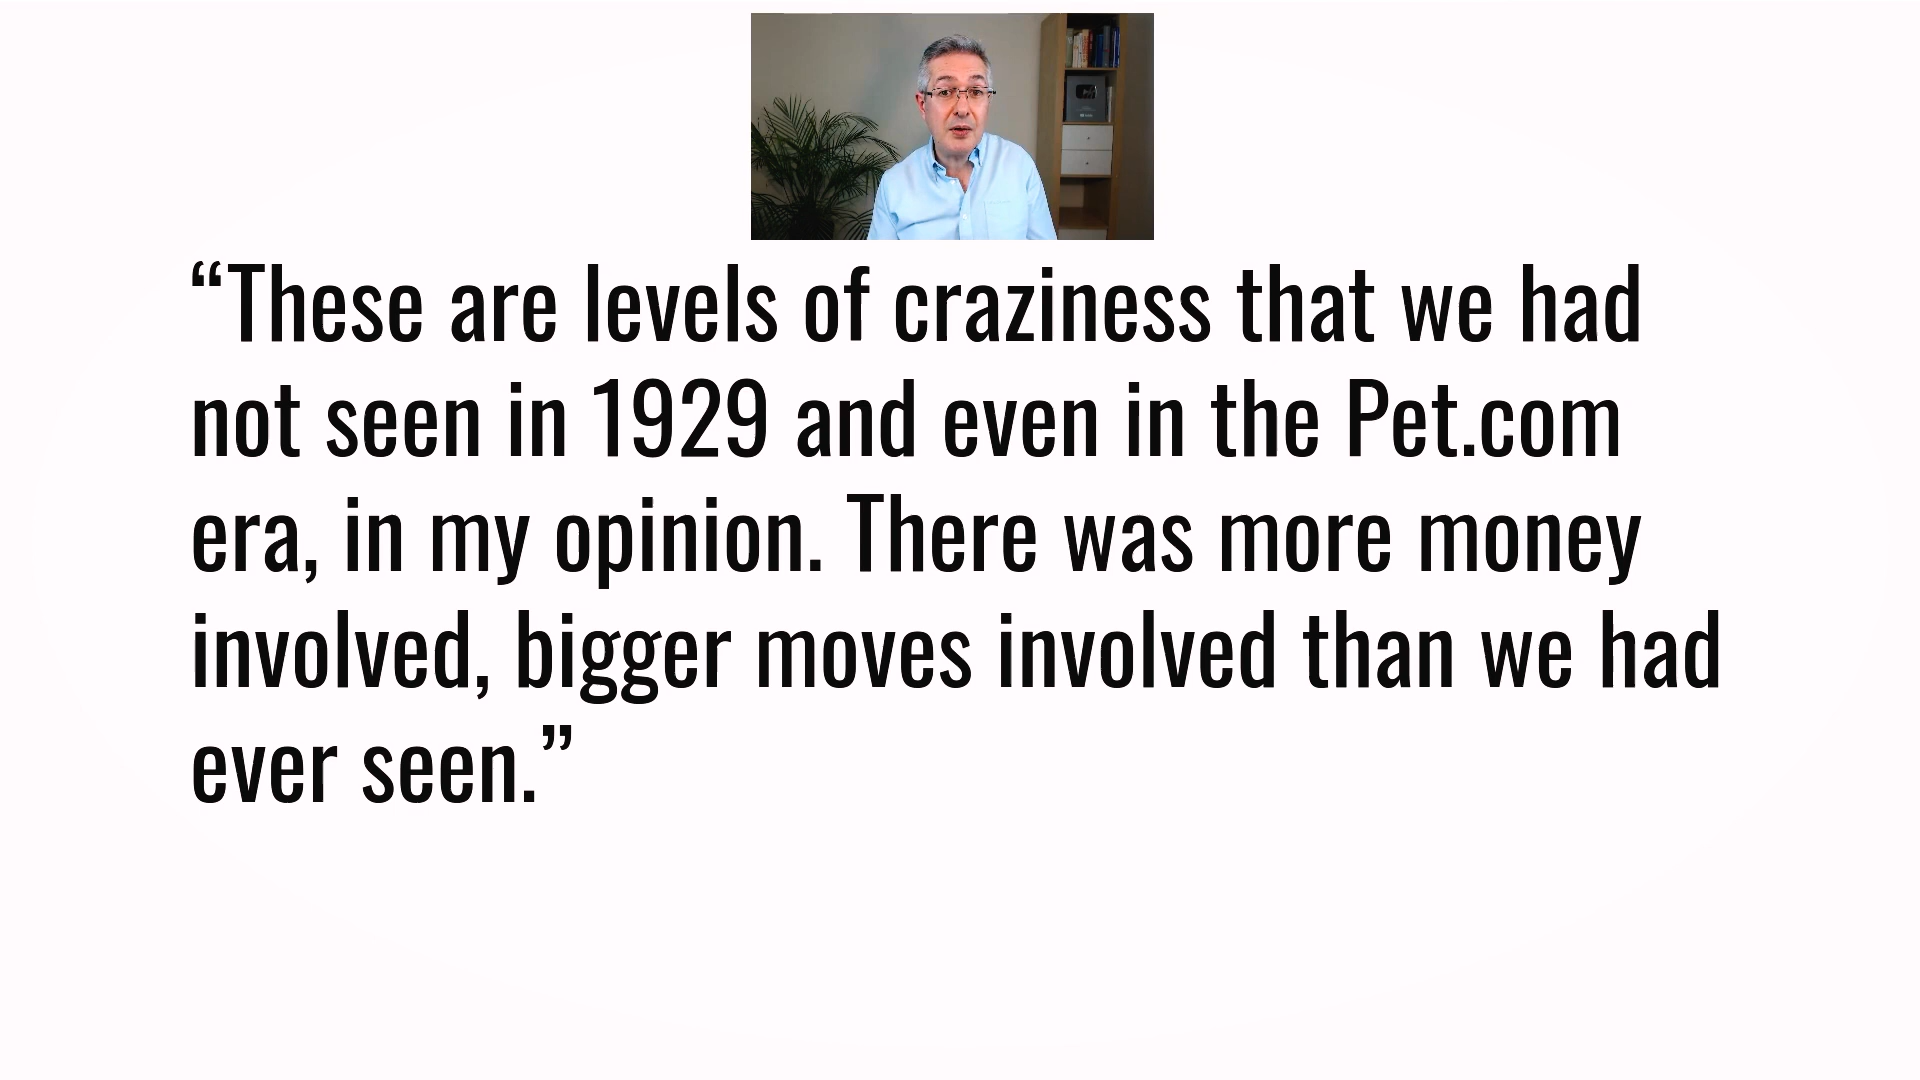 “These are levels of craziness that we had
not seen in 1929 and even in the Pet.com
era, in my opinion. There was more money
involved, bigger moves involved than we had
ever seen.”